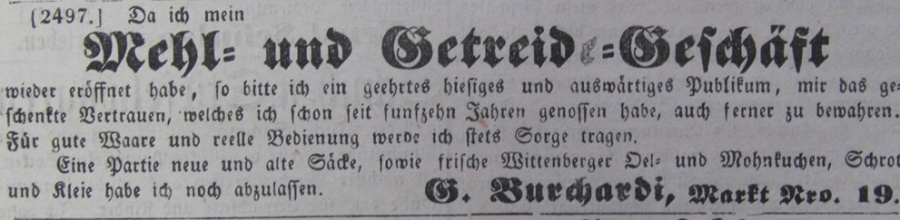 [2497.] Da ich mein
Mehl- und Getreide-Geschäft
wieder eröffnet habe, so bitte ich ein geehrtes hiesiges und auswärtiges Publikum, mir das ge-
schenkte Vertrauen, welches ich schon seit funfzehn Jahren genossen habe, auch ferner zu bewahren.
Für gute Waare und reelle Bedienung werde ich stets Sorge tragen.
Eine Partie neue und alte Säcke, sowie frische Wittenberger Oel- und Mohnkuchen, Schrot
und Kleie habe ich noch abzulassen. G. Burchardi, Markt Nro. 19.